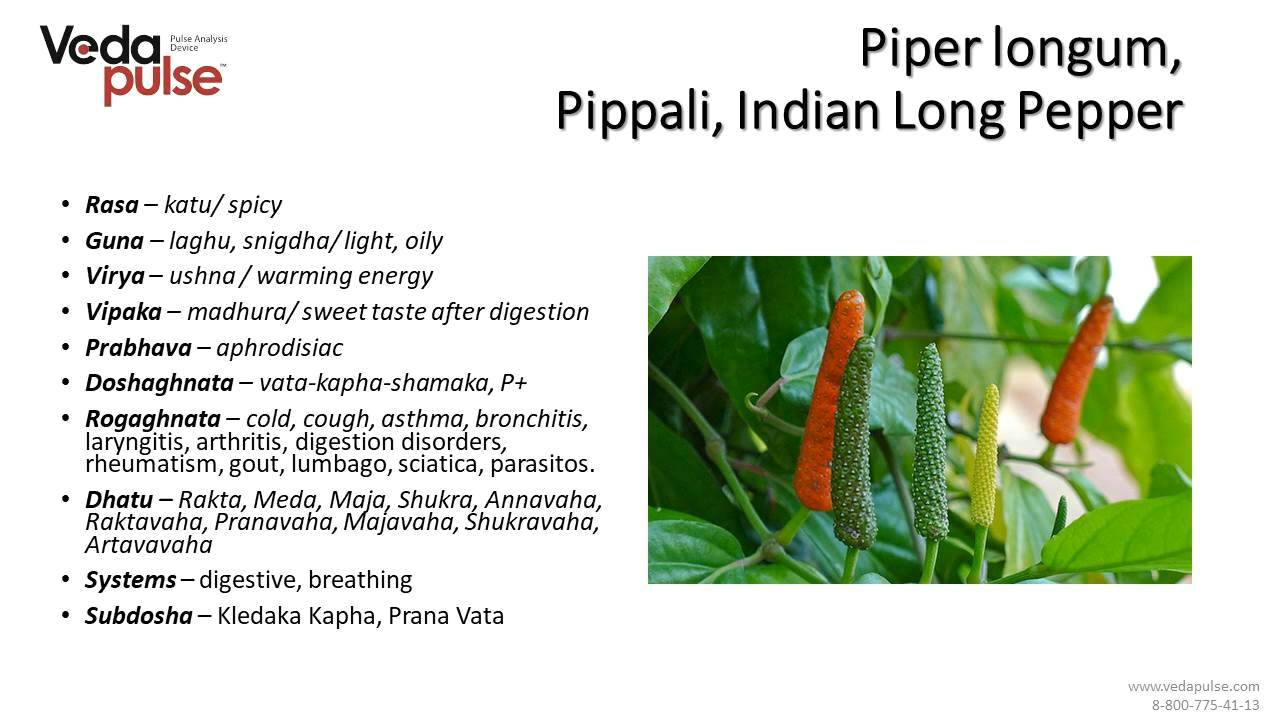 Veda
pulse™
Pulse Analysis
Device
Piper longum,
Pippali, Indian Long Pepper
• Rasa – katu/ spicy
• Guna – laghu, snigdha/ light, oily
• Virya – ushna / warming energy
• Vipaka – madhura/ sweet taste after digestion
• Prabhava – aphrodisiac
• Doshaghnata – vata-kapha-shamaka, P+
• Rogaghnata – cold, cough, asthma, bronchitis,
laryngitis, arthritis, digestion disorders,
rheumatism, gout, lumbago, sciatica, parasitos.
• Dhatu – Rakta, Meda, Maja, Shukra, Annavaha,
Raktavaha, Pranavaha, Majavaha, Shukravaha,
Artavavaha
• Systems – digestive, breathing
• Subdosha – Kledaka Kapha, Prana Vata
www.vedapulse.com
8-800-775-41-13